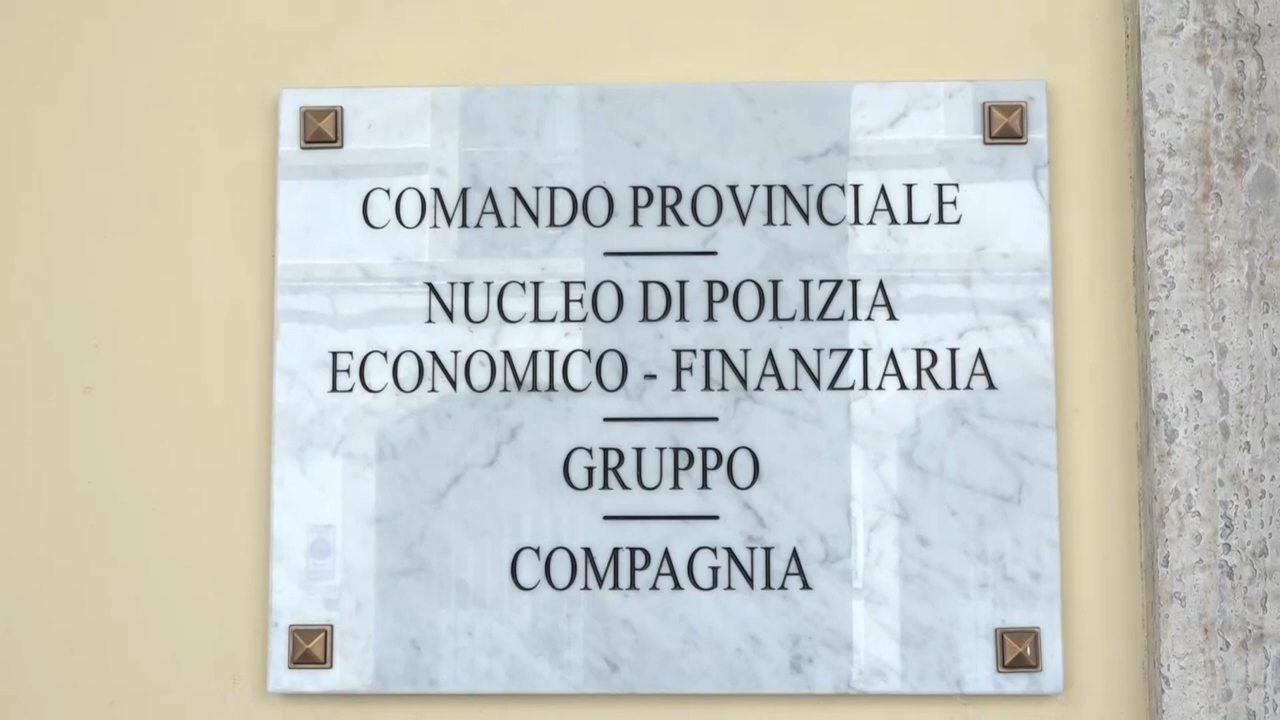 COMANDO PROVINCIALE
NUCLEO DI POLIZIA
ECONOMICO - FINANZIARIA
GRUPPO
COMPAGNIA